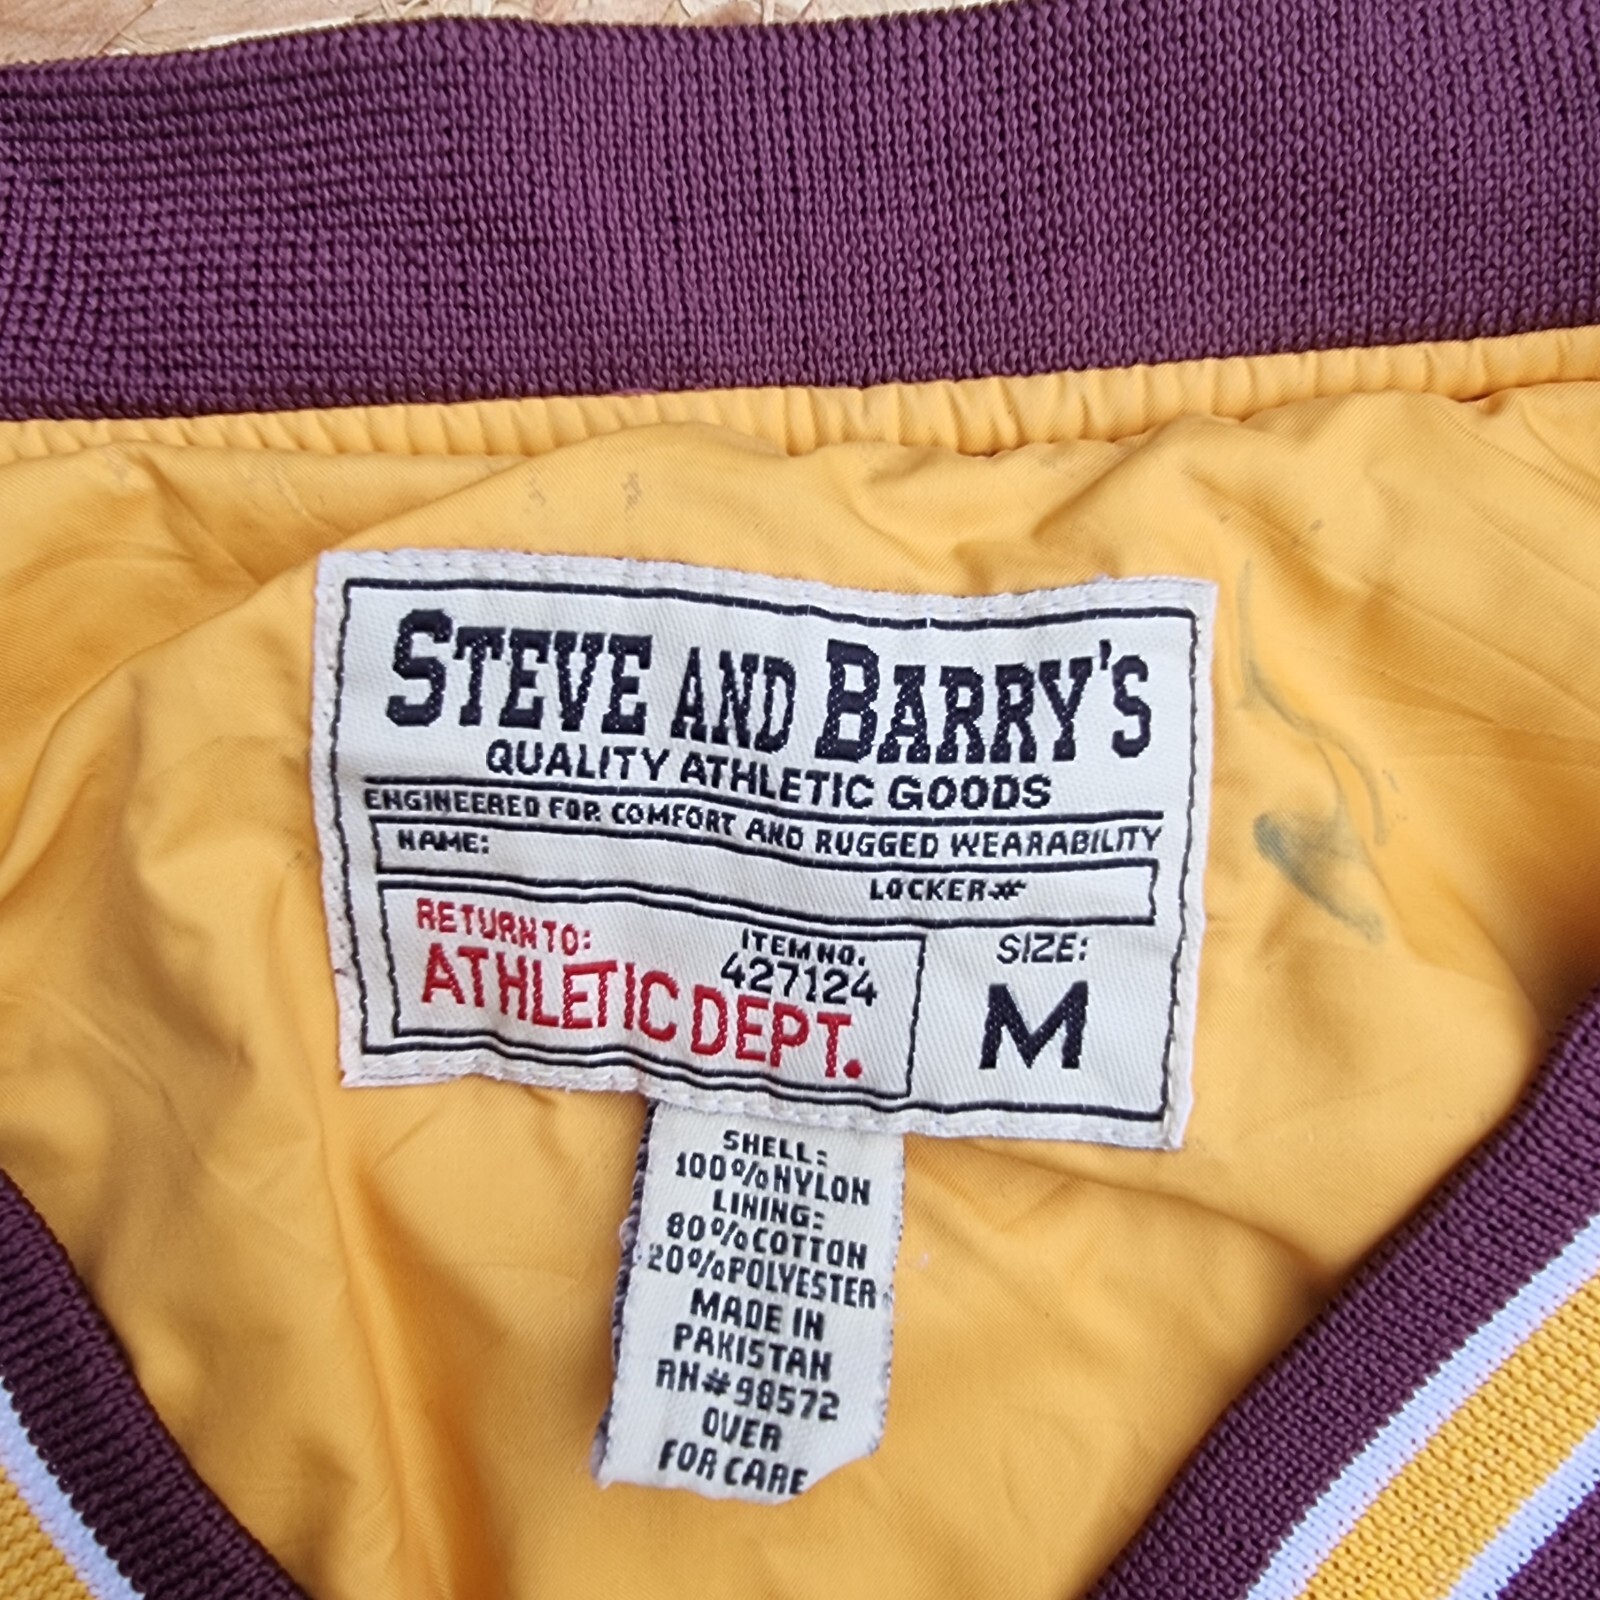 STEVE AND BARRY'S
QUALITY ATHLETIC GOODS
ENGINEERED FOR COMFORT AND RUGGED WEARABILITY
NAME:
LOCKER#
RETURN TO:
ITEM NO.
427124
ATHLETIC DEPT.
SIZE:
M
SHELL:
100% NYLON
LINING:
80% COTTON
20% POLYESTER
MADE IN
PAKISTAN
RN# 98572
OVER
FOR CARE